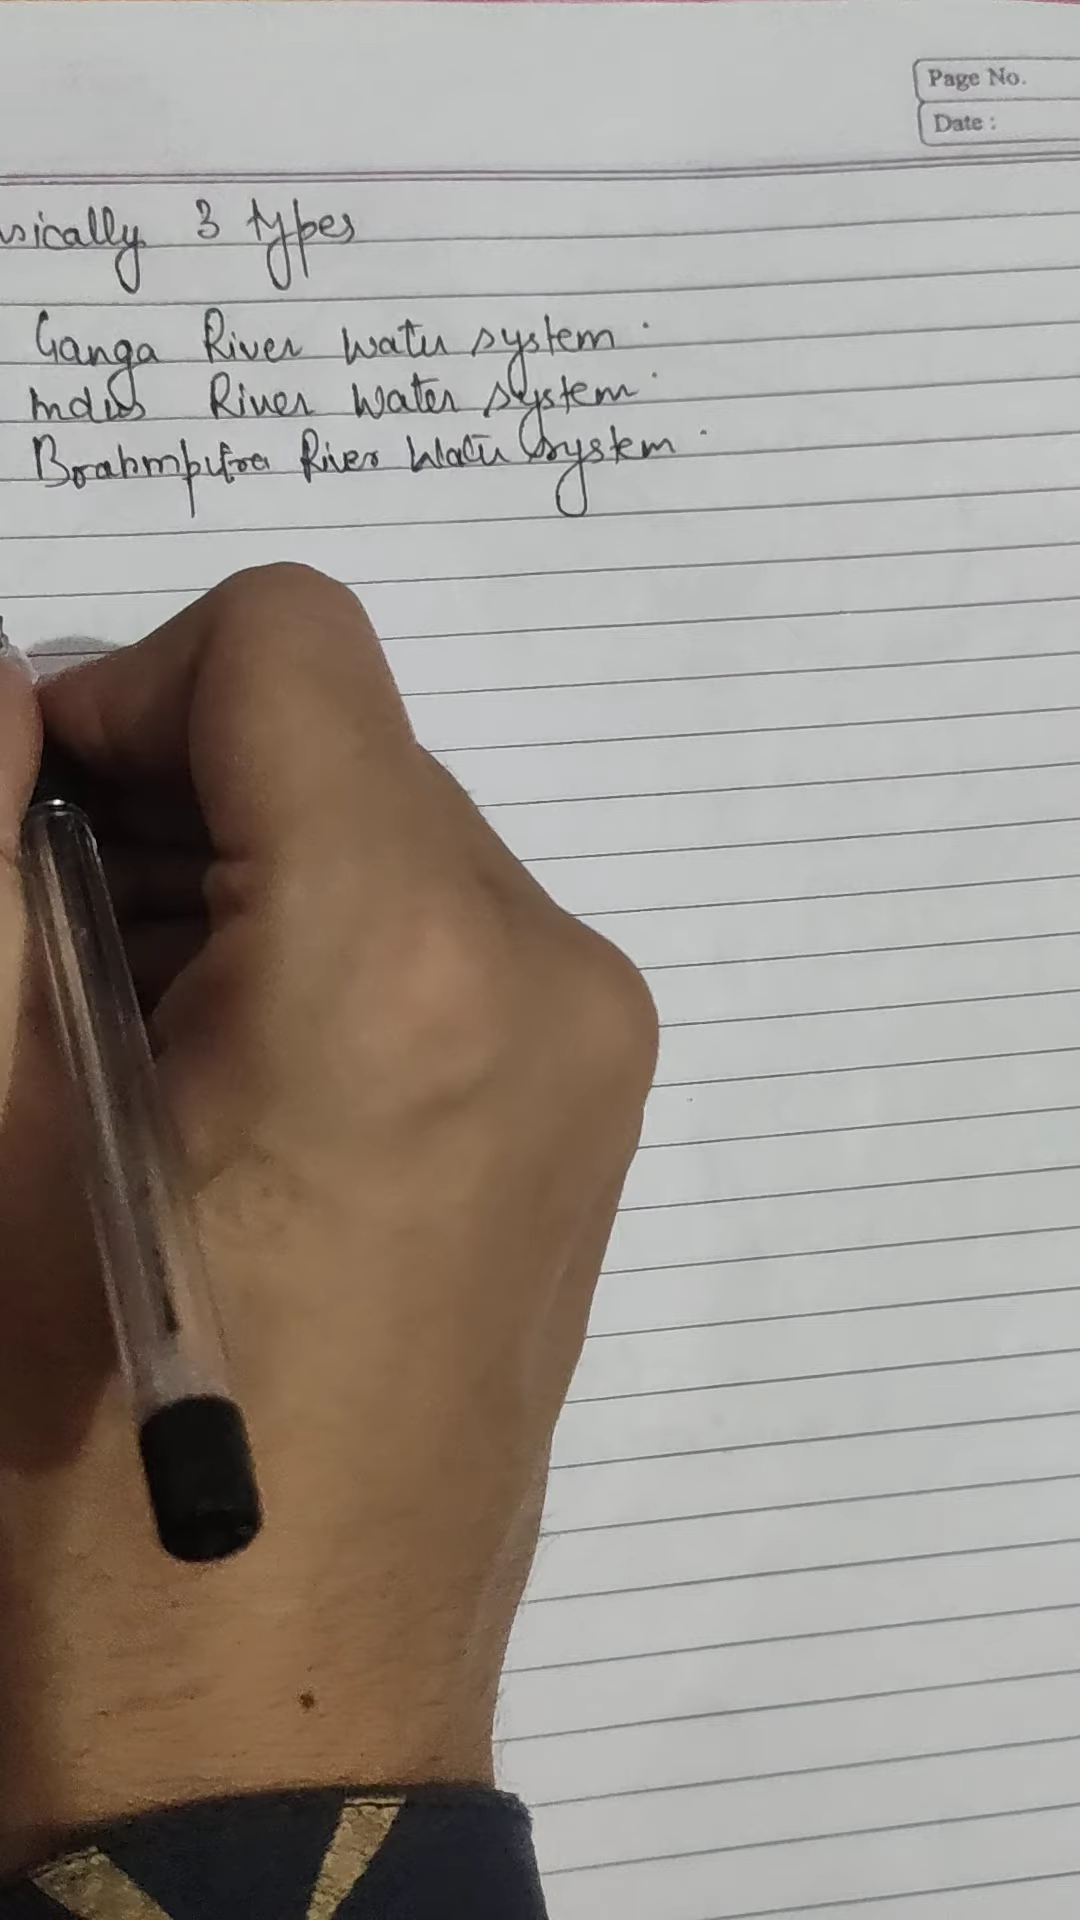 Page No.
Date :
sically 3 types
Ganga River Water system.
Indus River Water system.
Brahmputra River Water System.